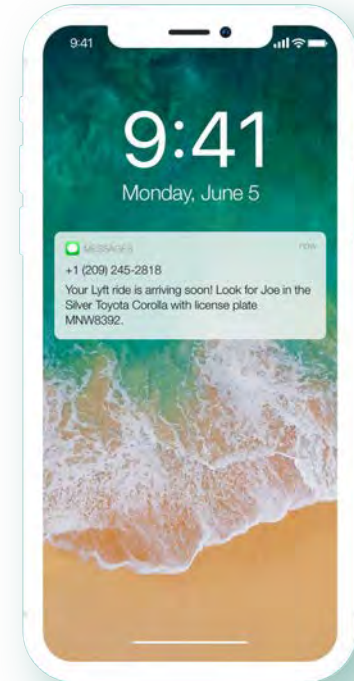 9:41
9:41
Monday, June 5
MESSAGES now
+1 (209) 245-2818
Your Lyft ride is arriving soon! Look for Joe in the
Silver Toyota Corolla with license plate
MNW8392.